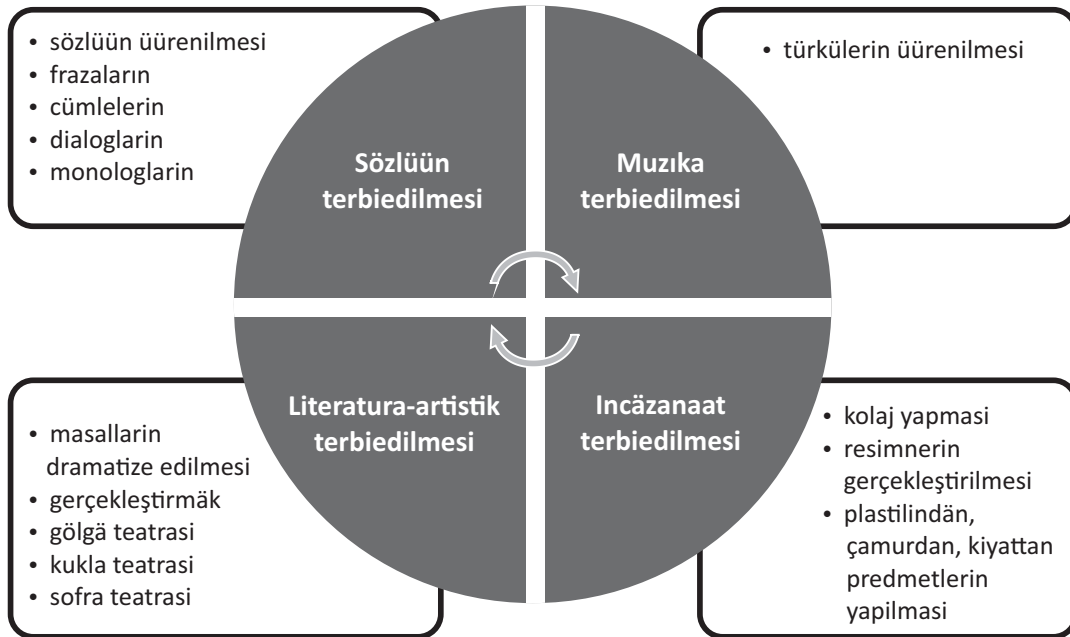 • sözlüün üürenilmesi
• frazaların
• cümlelerin
• dialoglarin
• monologlarin
Sözlüün
terbiedilmesi
Muzıka
terbiedilmesi
• türkülerin üürenilmesi
• masallarin
dramatize edilmesi
• gerçekleştirmäk
• gölgä teatrasi
• kukla teatrasi
• sofra teatrasi
Literatura-artistik
terbiedilmesi
Incäzanaat
terbiedilmesi
• kolaj yapmasi
• resimnerin
gerçekleştirilmesi
• plastilindän,
çamurdan, kiyattan
predmetlerin
yapilmasi